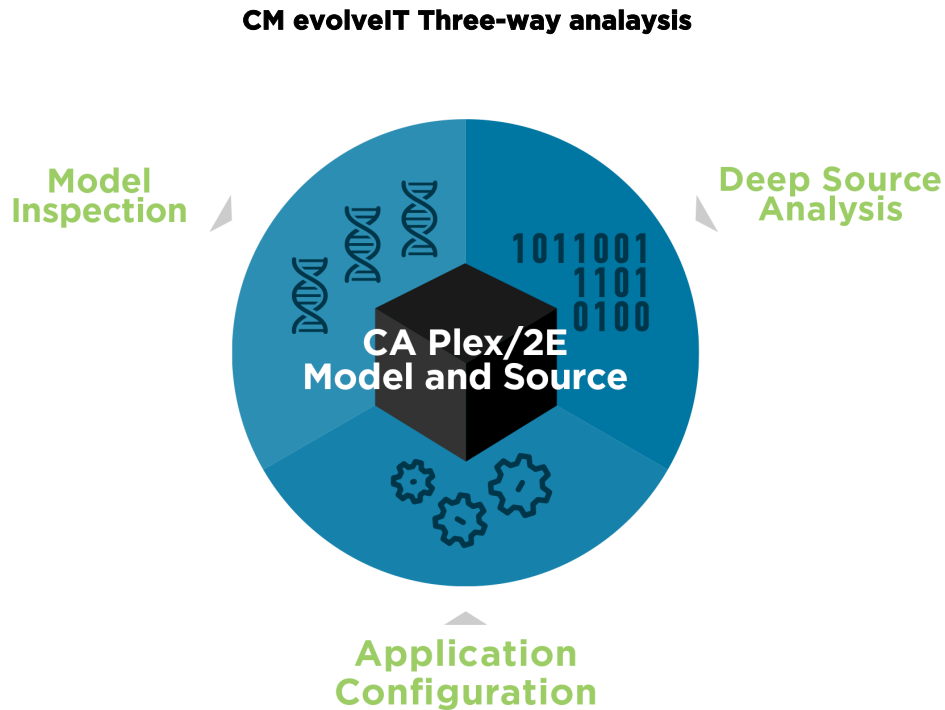 CM evolveIT Three-way analaysis
Model
Inspection
Deep Source
Analysis
1011001
1101
0100
CA Plex/2E
Model and Source
Application
Configuration